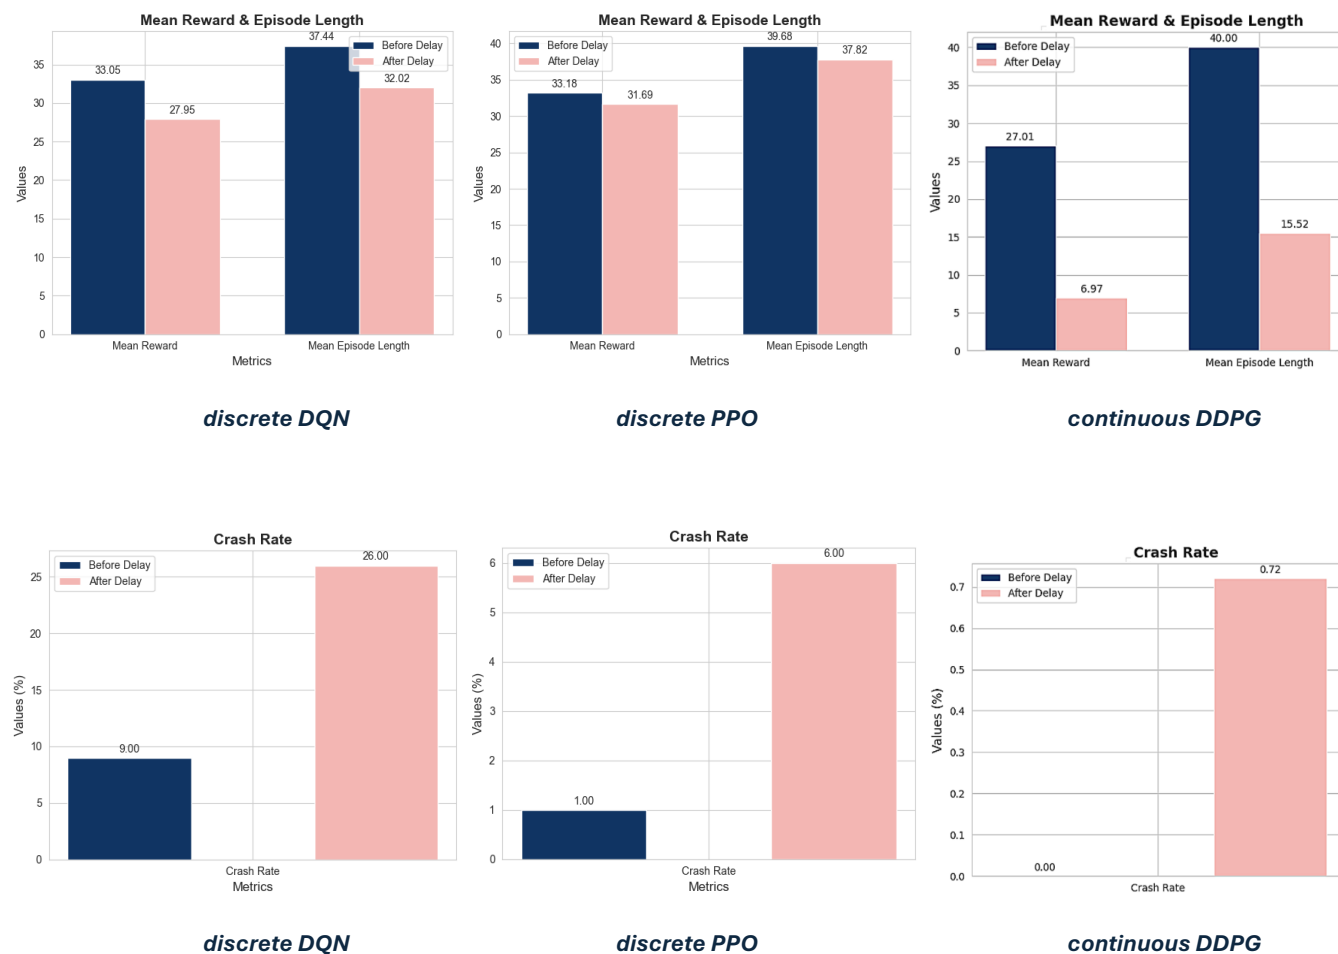 Mean Reward & Episode Length
37.44
Before Delay
After Delay
33.05
32.02
27.95
35
30
25
20
15
10
5
0
Values
Mean Reward
Mean Episode Length
Metrics
discrete DQN
Mean Reward & Episode Length
39.68
Before Delay
After Delay
37.82
33.18
31.69
40
35
30
25
20
15
10
5
0
Values
Mean Reward
Mean Episode Length
Metrics
discrete PPO
Mean Reward & Episode Length
40.00
Before Delay
After Delay
27.01
15.52
6.97
40
35
30
25
20
15
10
5
0
Values
Mean Reward
Mean Episode Length
continuous DDPG
Crash Rate
Before Delay
After Delay
26.00
9.00
25
20
15
10
5
0
Values (%)
Crash Rate
Metrics
discrete DQN
Crash Rate
Before Delay
After Delay
6.00
1.00
6
5
4
3
2
1
0
Values (%)
Crash Rate
Metrics
discrete PPO
Crash Rate
Before Delay
After Delay
0.72
0.00
0.7
0.6
0.5
0.4
0.3
0.2
0.1
0.0
Values (%)
Crash Rate
continuous DDPG